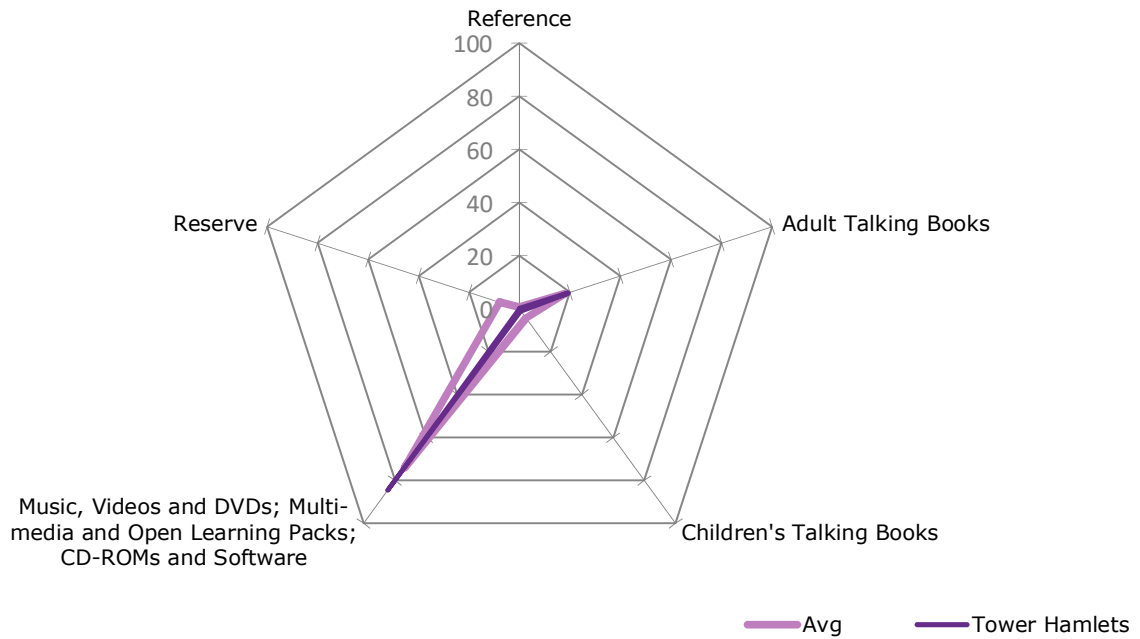 Reference
100
80
60
40
20
0
Reserve
Adult Talking Books
Music, Videos and DVDs; Multi-
media and Open Learning Packs;
CD-ROMs and Software
Children's Talking Books
Avg
Tower Hamlets